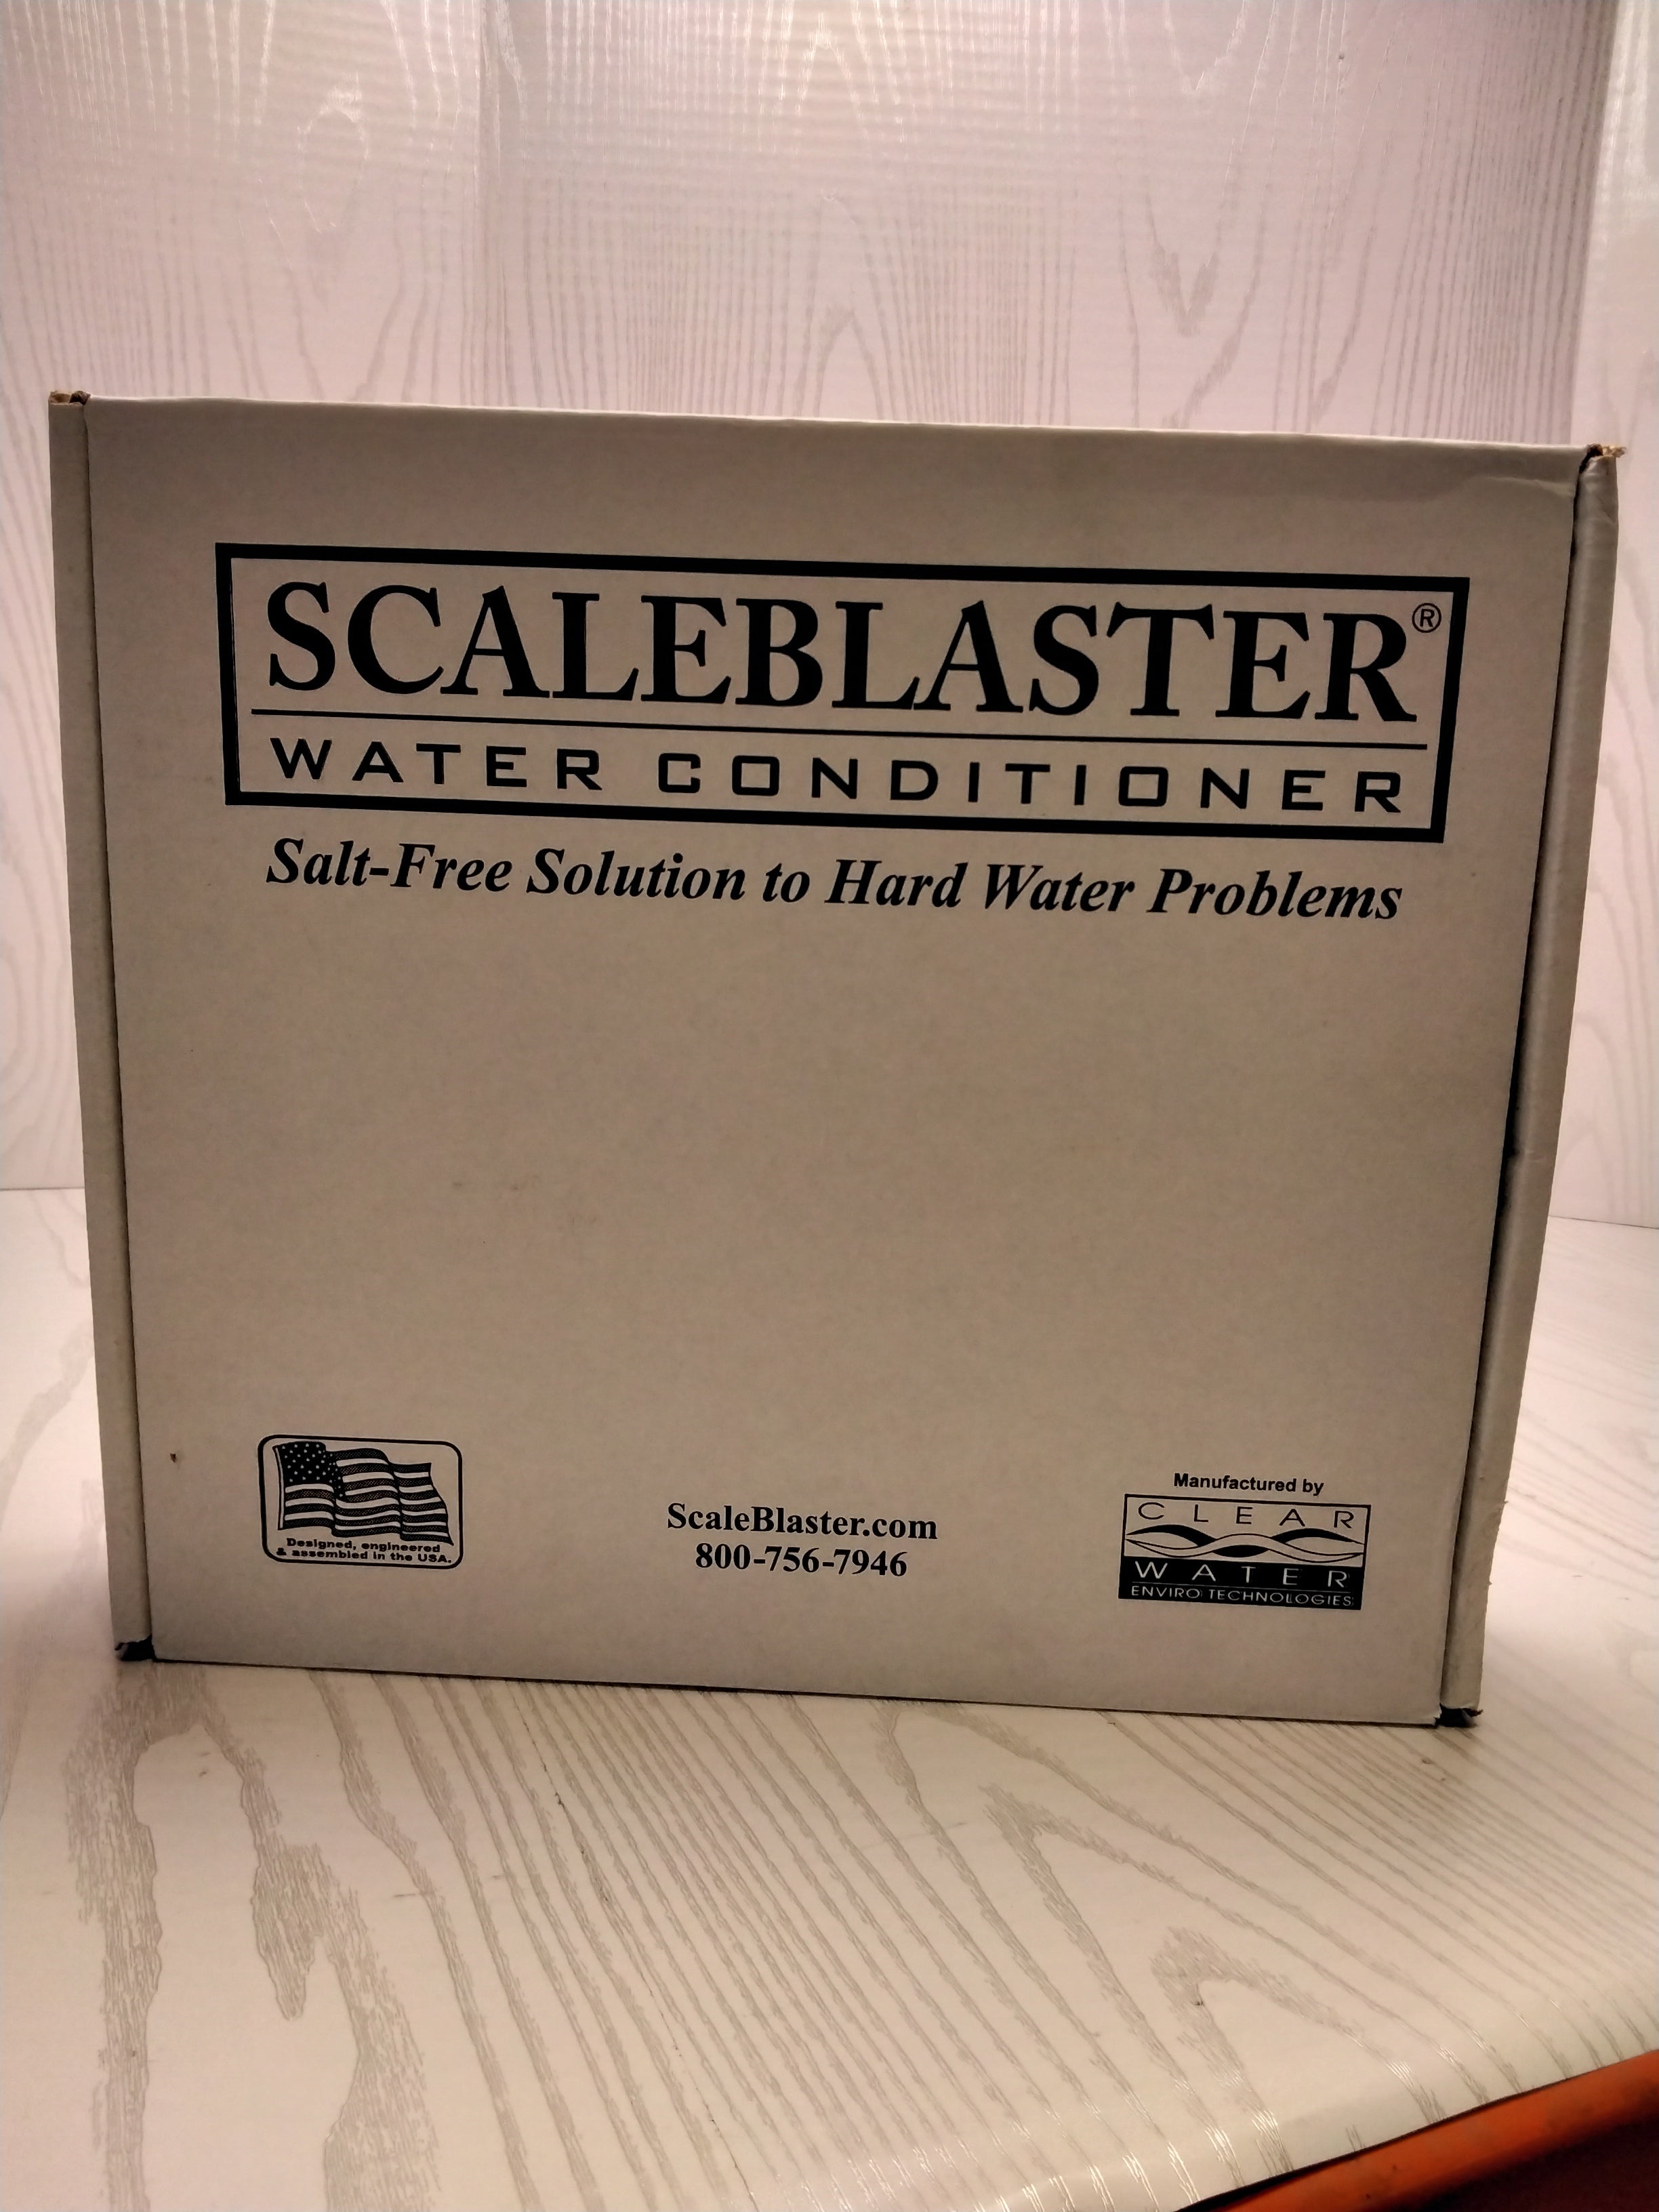 SCALEBLASTER®
WATER CONDITIONER
Salt-Free Solution to Hard Water Problems
Designed, engineered
& assembled in the USA.
ScaleBlaster.com
800-756-7946
Manufactured by
CLEAR
WATER
ENVIRO TECHNOLOGIES